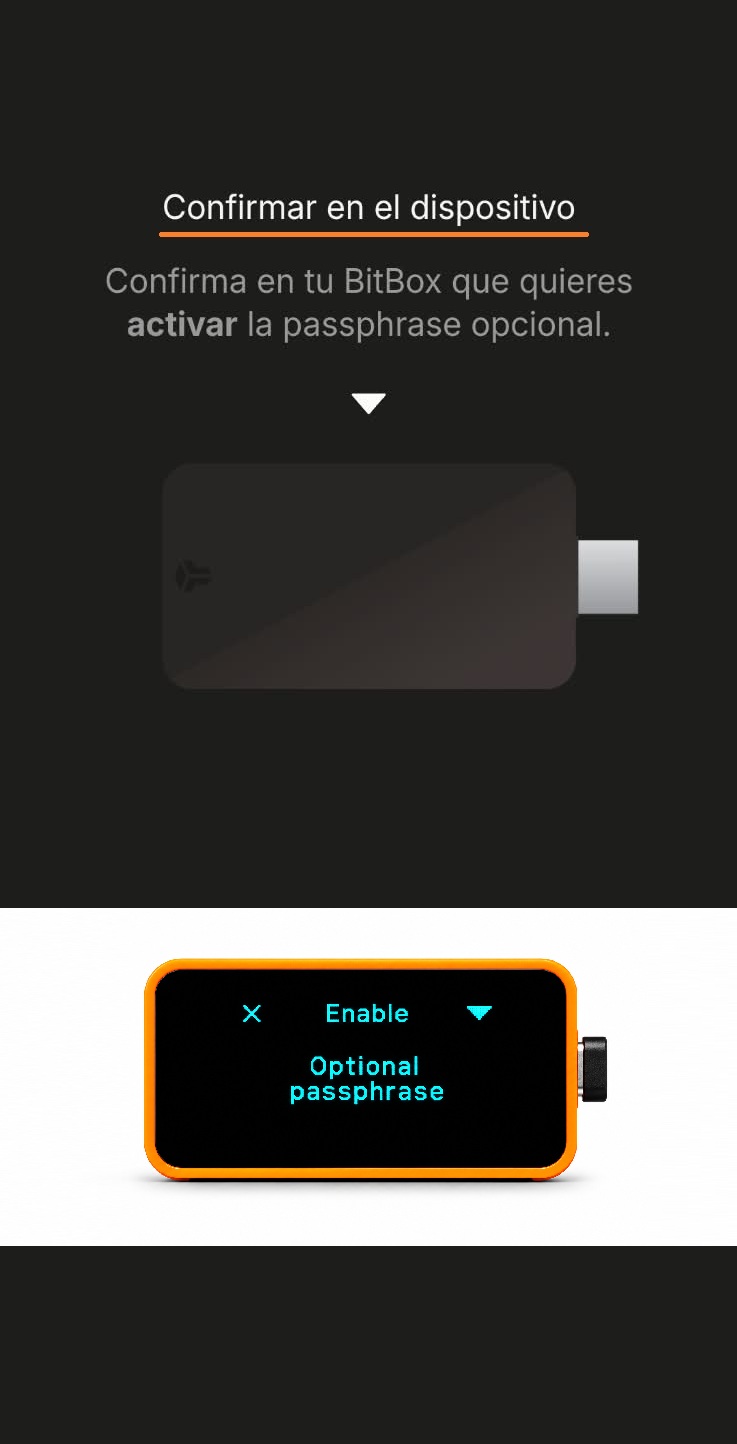 Confirmar en el dispositivo
Confirma en tu BitBox que quieres
activar la passphrase opcional.
Enable
Optional
passphrase